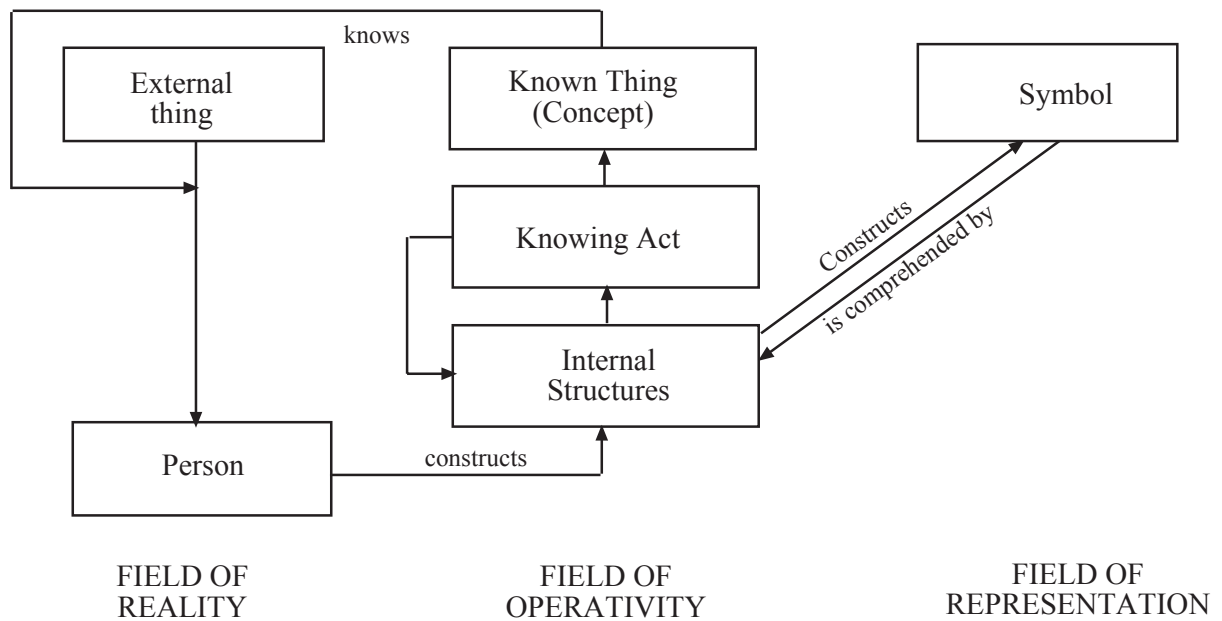 knows
External
thing
Known Thing
(Concept)
Symbol
Knowing Act
Constructs
is comprehended by
Internal
Structures
Person
constructs
FIELD OF
REALITY
FIELD OF
OPERATIVITY
FIELD OF
REPRESENTATION